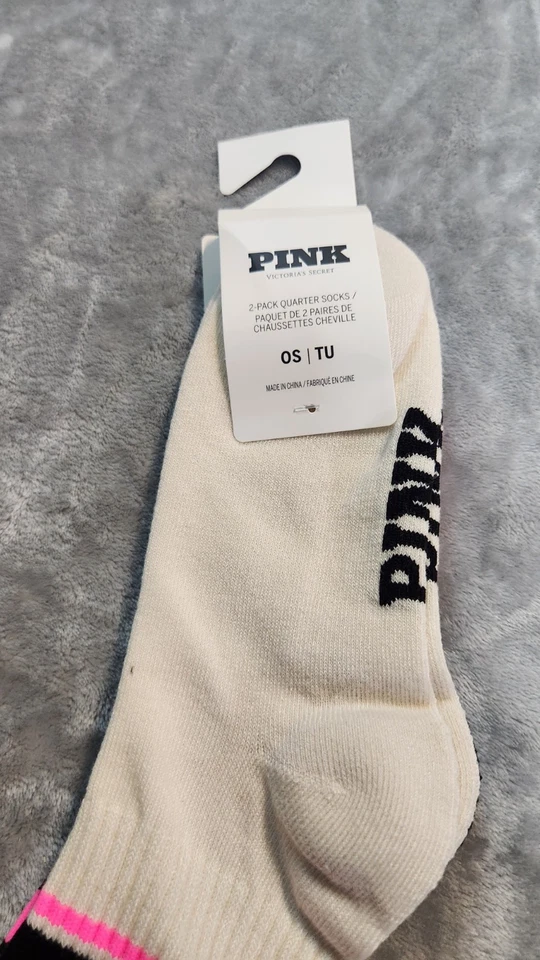 PINK
VICTORIA'S SECRET
2-PACK QUARTER SOCKS /
PAQUET DE 2 PAIRES DE
CHAUSSETTES CHEVILLE
OS | TU
MADE IN CHINA / FABRIQUÉ EN CHINE
PINK